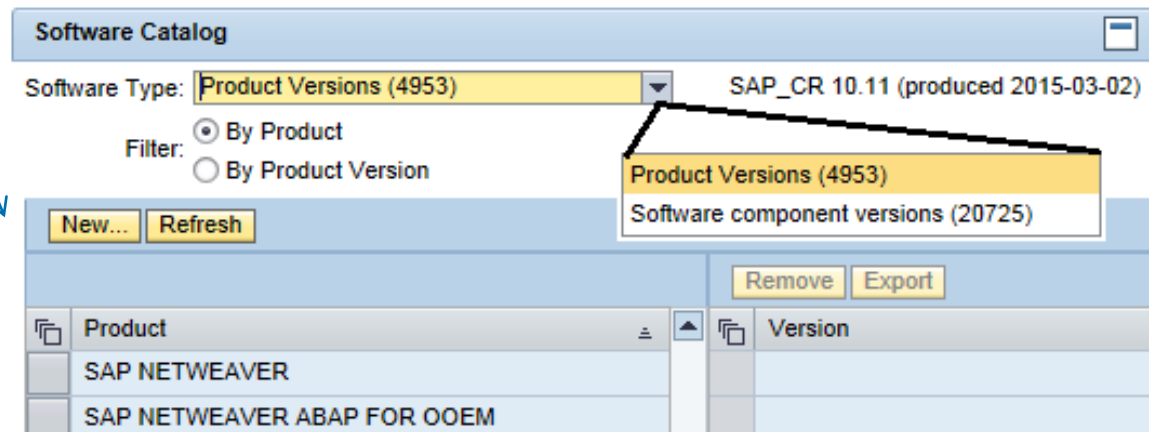 Software Catalog
Software Type: Product Versions (4953) SAP_CR 10.11 (produced 2015-03-02)
Filter: By Product
By Product Version
Product Versions (4953)
Software component versions (20725)
New... Refresh
Remove Export
Product Version
SAP NETWEAVER
SAP NETWEAVER ABAP FOR OOEM